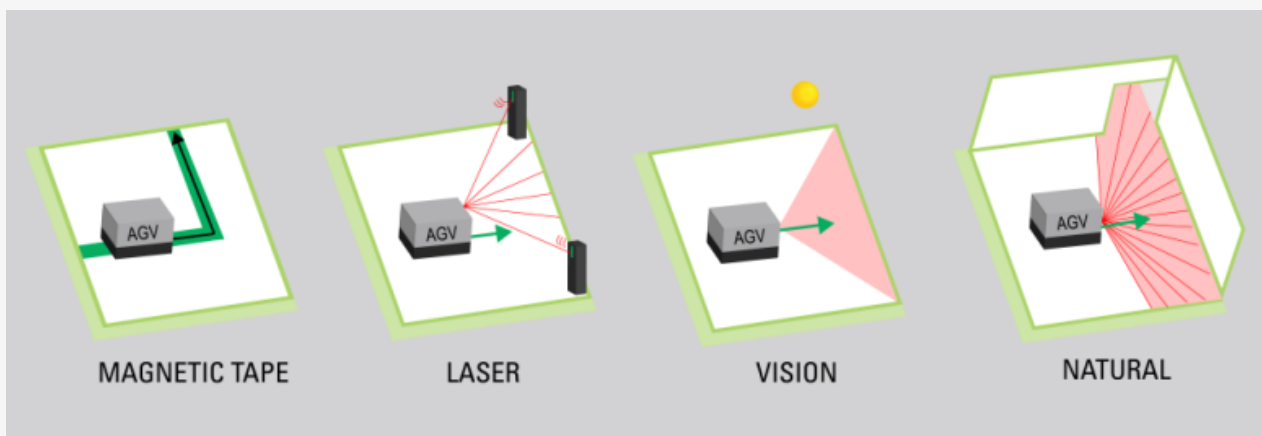 AGV
AGV
AGV
AGV
MAGNETIC TAPE
LASER
VISION
NATURAL